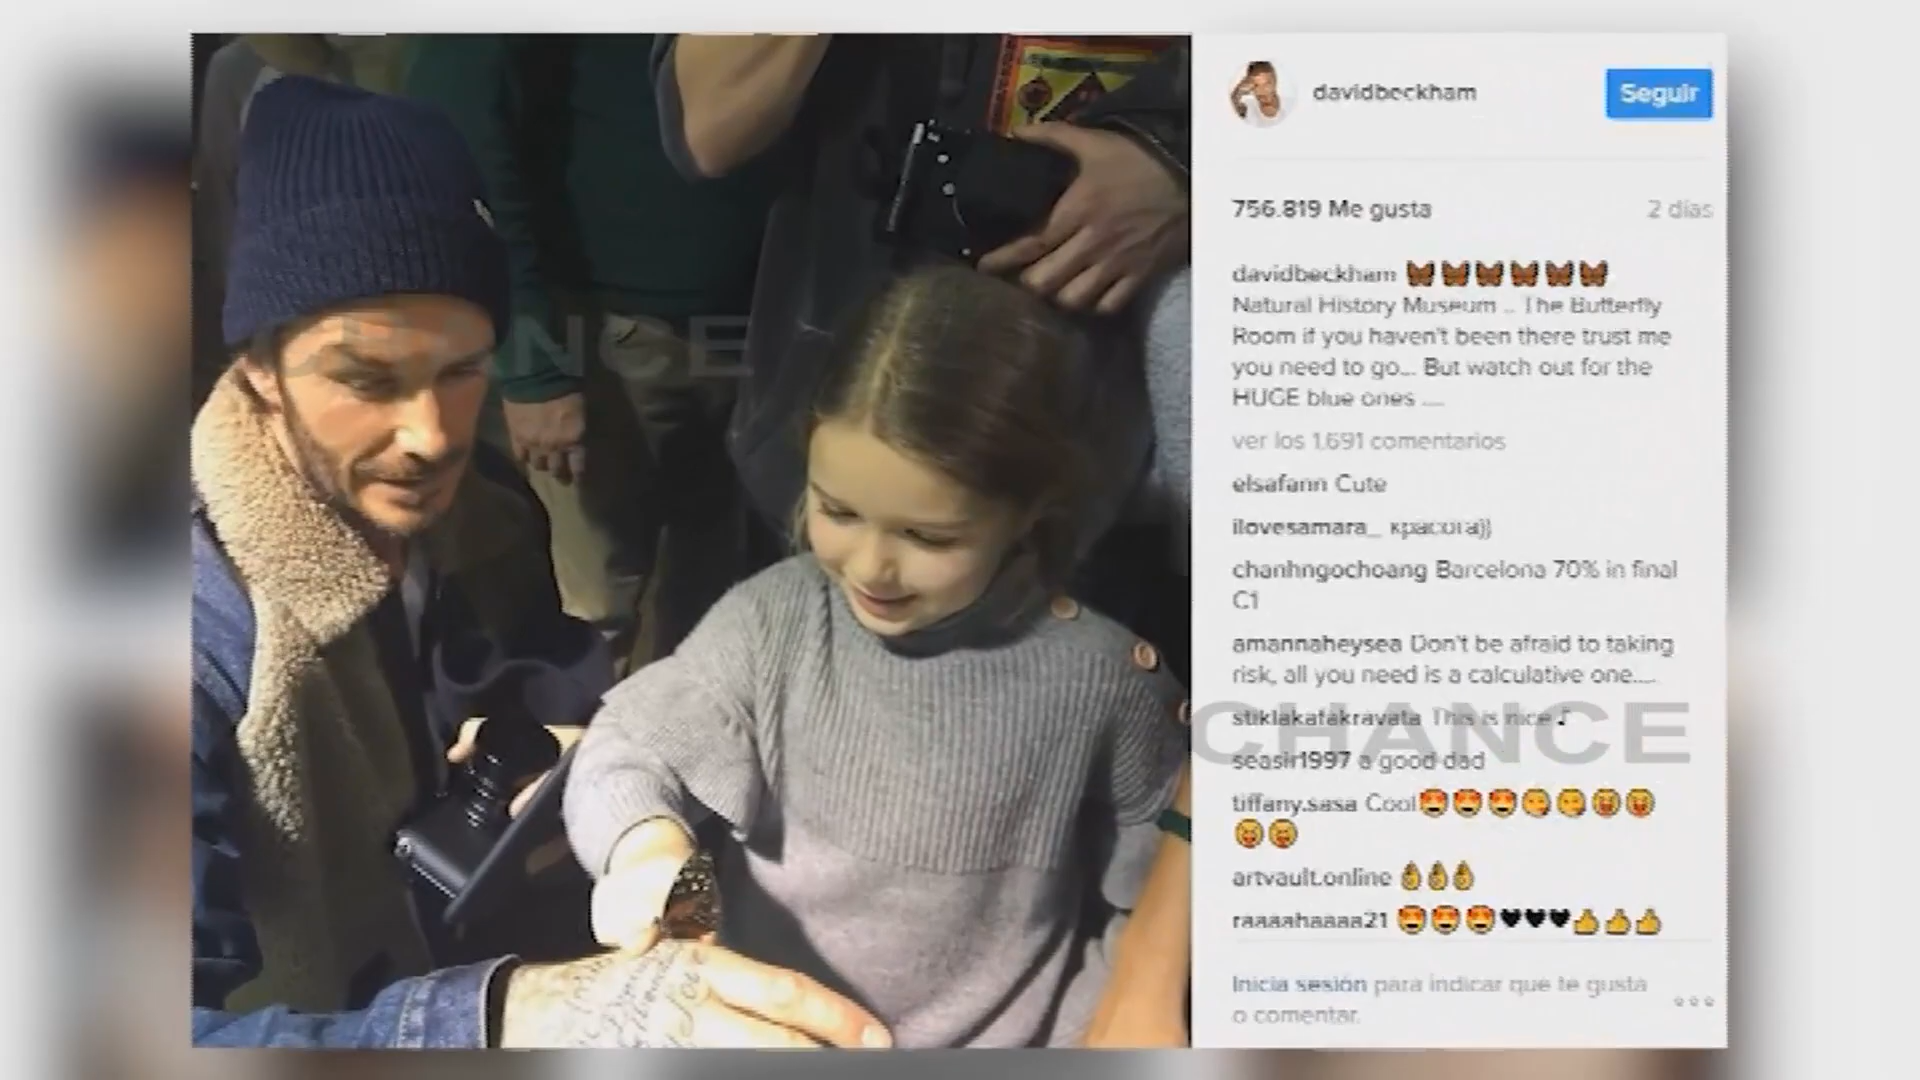 davidbeckham
Seguir
756.819 Me gusta
2 días
davidbeckham 🦋🦋🦋🦋🦋🦋
Natural History Museum .. The Butterfly
Room if you haven't been there trust me
you need to go... But watch out for the
HUGE blue ones ....
ver los 1,691 comentarios
elsafann Cute
ilovesamara_ красота))
chanhngochoang Barcelona 70% in final
C1
amannaheysea Don't be afraid to taking
risk, all you need is a calculative one....
stiklakafakravata This is nice ♪
seasir1997 a good dad
tiffany.sasa Cool😍😍😍😋😋😝😝
😝😝
artvault.online 👌👌👌
raaaahaaaa21 😍😍😍♥♥♥👍👍👍
Inicia sesión para indicar que te gusta
o comentar.
CHANCE
CHANCE